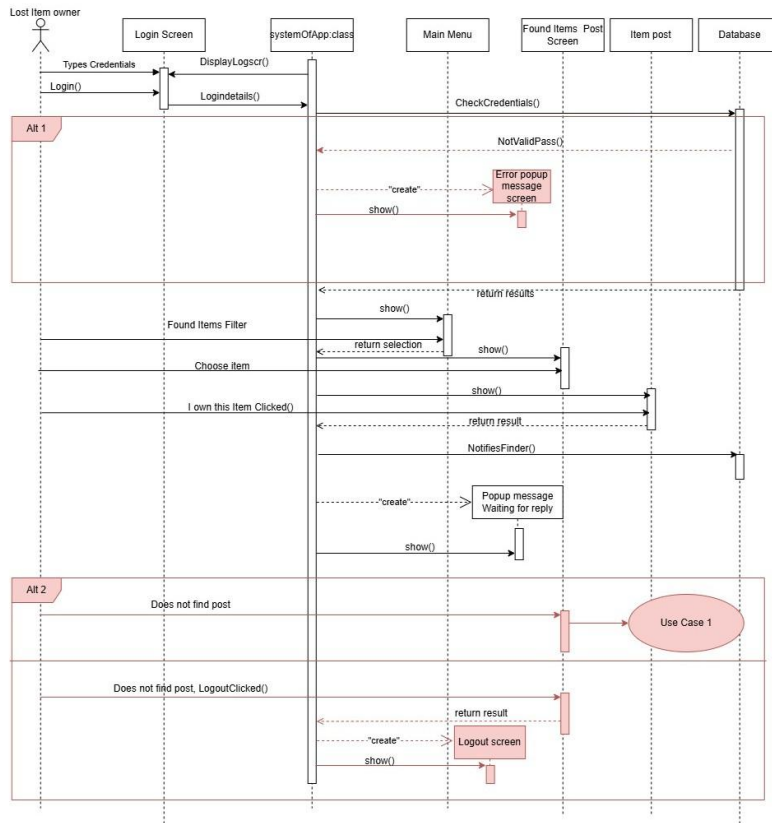 Lost Item owner
Login Screen
systemOfApp:class
Main Menu
Found Items Post
Screen
Item post
Database
Types Credentials
DisplayLogscr()
Login()
Logindetails()
CheckCredentials()
Alt 1
NotValidPass()
Error popup
message
screen
"create"
show()
return results
show()
Found Items Filter
return selection
show()
Choose item
show()
I own this Item Clicked()
return result
NotifiesFinder()
Popup message
Waiting for reply
"create"
show()
Alt 2
Does not find post
Use Case 1
Does not find post, LogoutClicked()
return result
"create"
Logout screen
show()